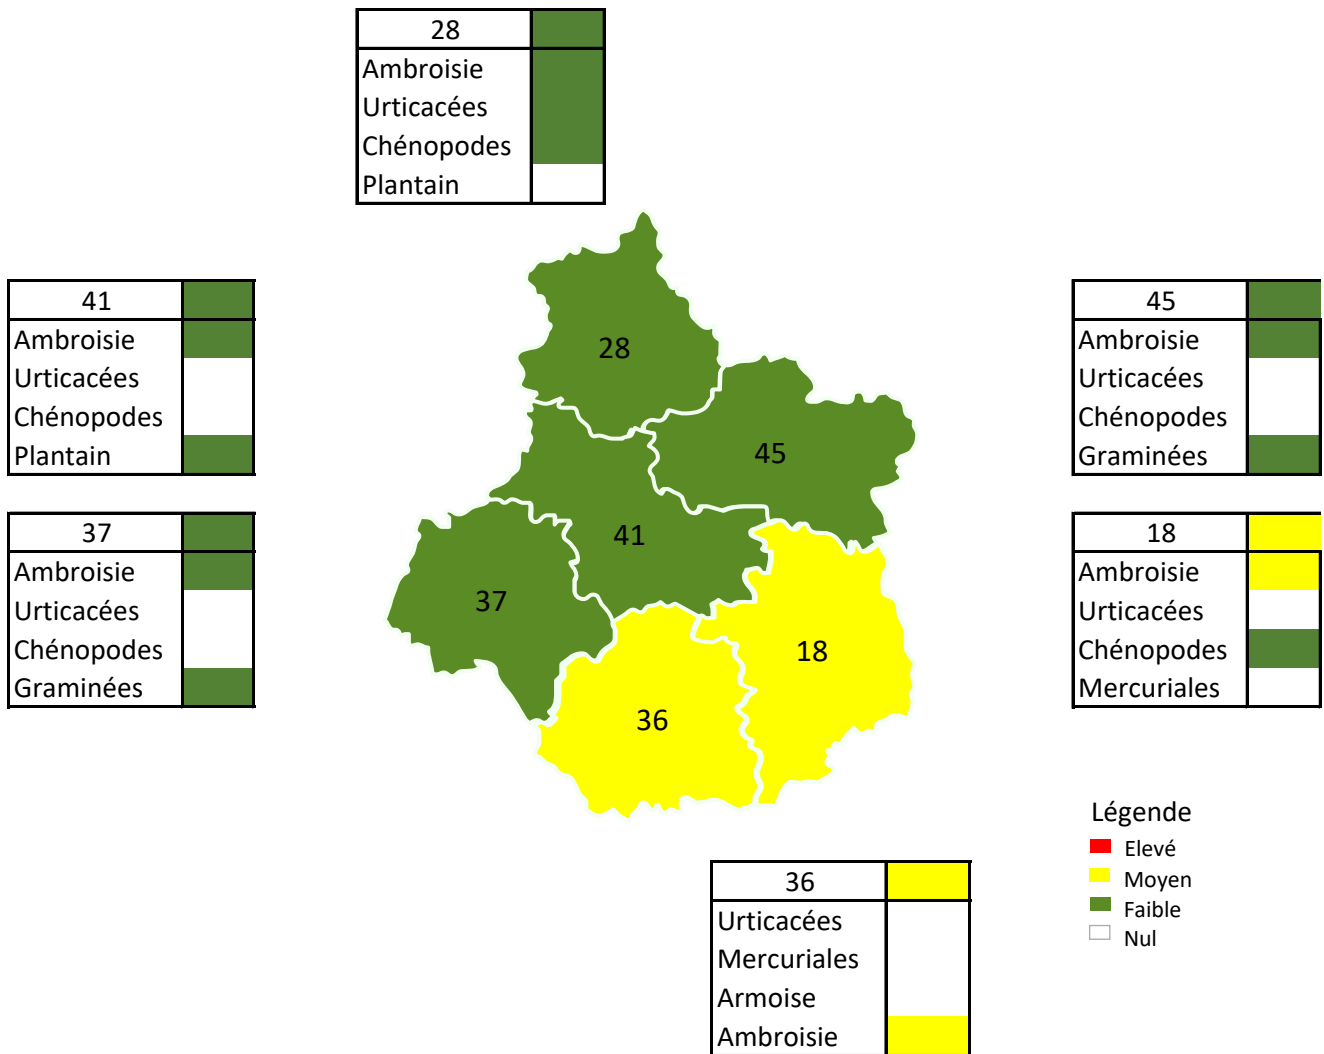 28
Ambroisie
Urticacées
Chénopodes
Plantain
41
Ambroisie
Urticacées
Chénopodes
Plantain
45
Ambroisie
Urticacées
Chénopodes
Graminées
37
Ambroisie
Urticacées
Chénopodes
Graminées
18
Ambroisie
Urticacées
Chénopodes
Mercuriales
28
45
41
37
18
36
Légende
Elevé
Moyen
Faible
Nul
36
Urticacées
Mercuriales
Armoise
Ambroisie